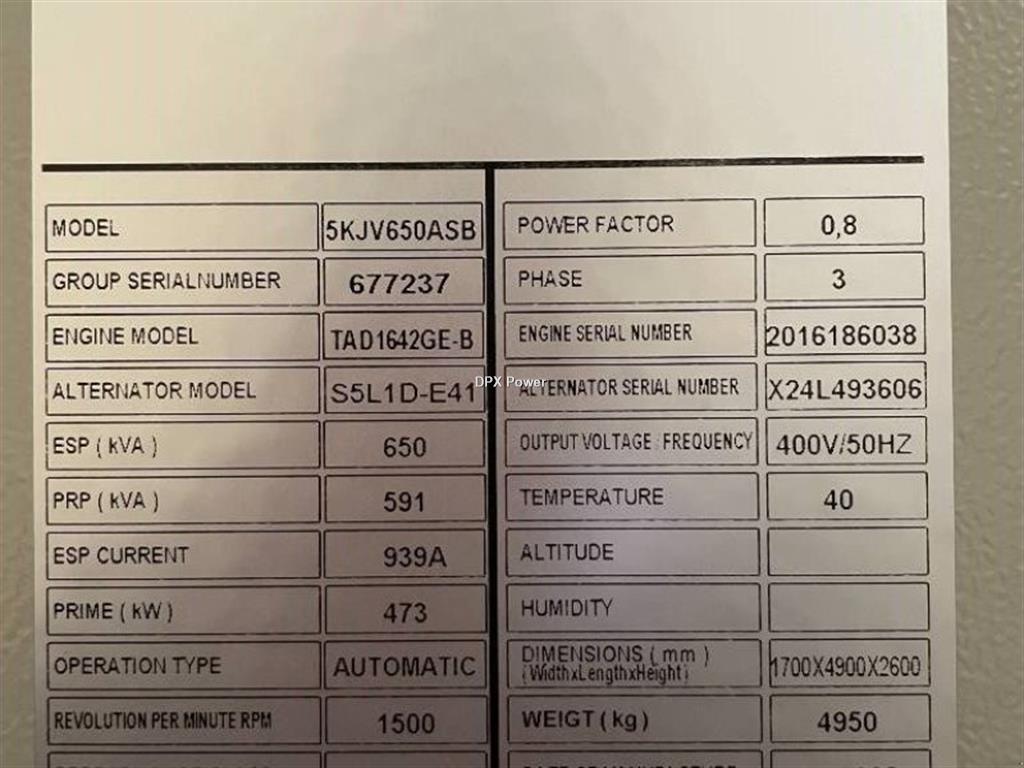 MODEL 5KJV650ASB
GROUP SERIALNUMBER 677237
ENGINE MODEL TAD1642GE-B
ALTERNATOR MODEL S5L1D-E41
ESP ( kVA ) 650
PRP ( kVA ) 591
ESP CURRENT 939A
PRIME ( kW ) 473
OPERATION TYPE AUTOMATIC
REVOLUTION PER MINUTE RPM 1500
POWER FACTOR 0,8
PHASE 3
ENGINE SERIAL NUMBER 2016186038
DPX Power
ALTERNATOR SERIAL NUMBER X24L493606
OUTPUT VOLTAGE / FREQUENCY 400V/50HZ
TEMPERATURE 40
ALTITUDE
HUMIDITY
DIMENSIONS ( mm )
(WidthxLengthxHeight) 1700X4900X2600
WEIGT ( kg ) 4950